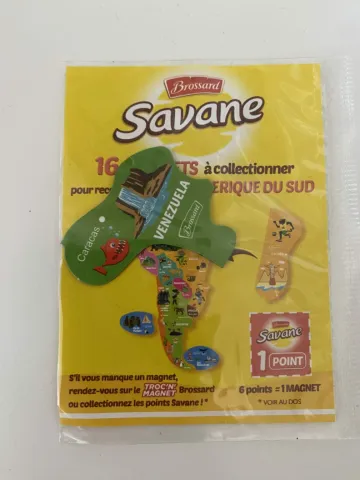 Brossard
Savane
16
TS à collectionner
pour rec
ERIQUE DU SUD
VENEZUELA
Brossard
Caracas
Savane
1 POINT
S'il vous manque un magnet,
rendez-vous sur le TROC'N' MAGNET Brossard
ou collectionnez les points Savane ! *
6 points = 1 MAGNET
* VOIR AU DOS